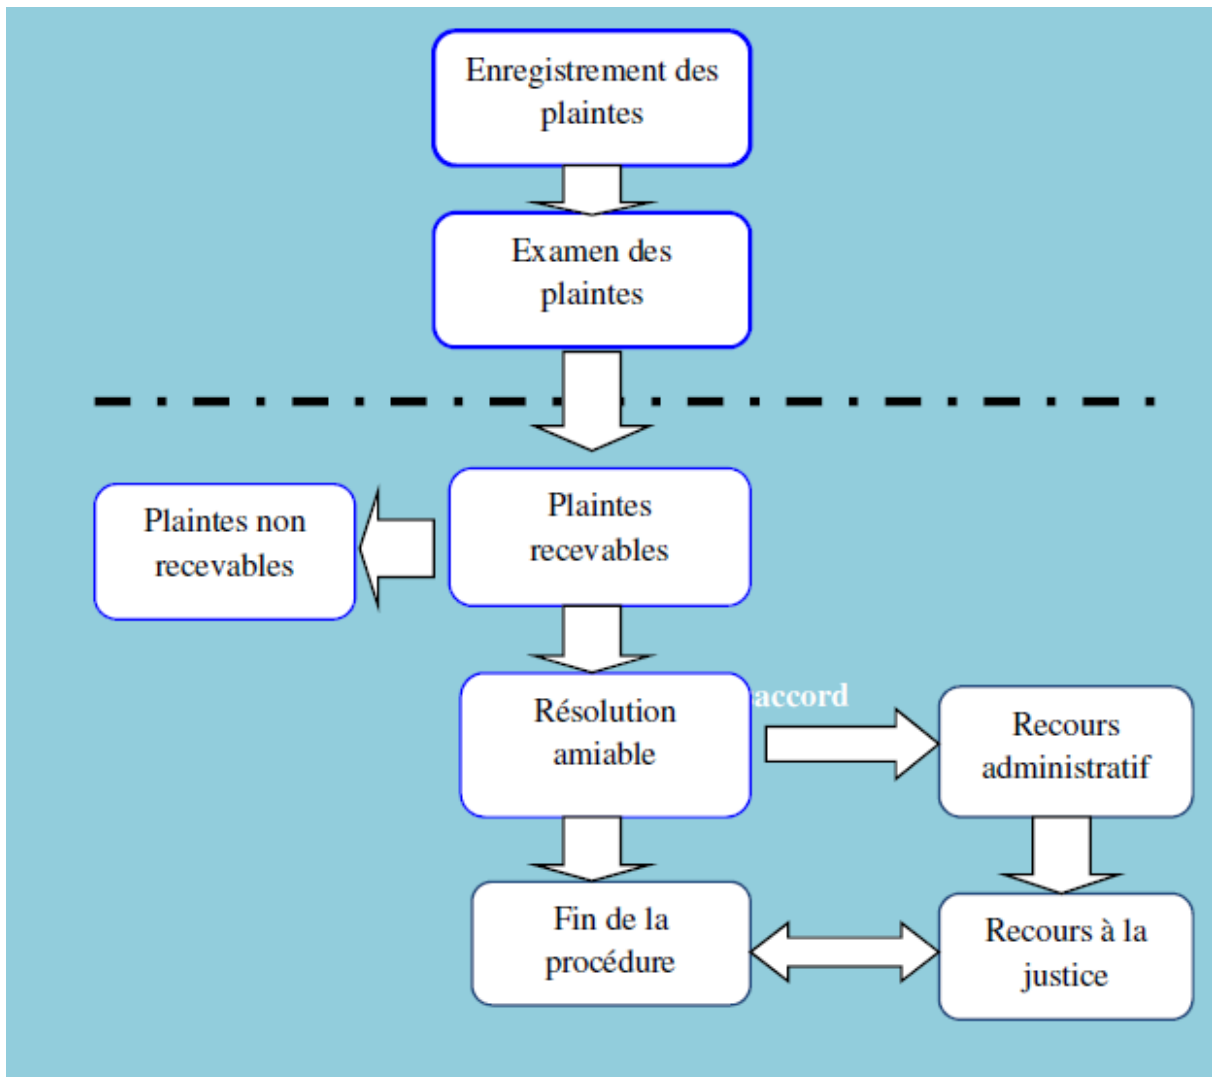 Enregistrement des
plaintes
Examen des
plaintes
Plaintes non
recevables
Plaintes
recevables
Résolution
amiable
accord
Recours
administratif
Fin de la
procédure
Recours à la
justice